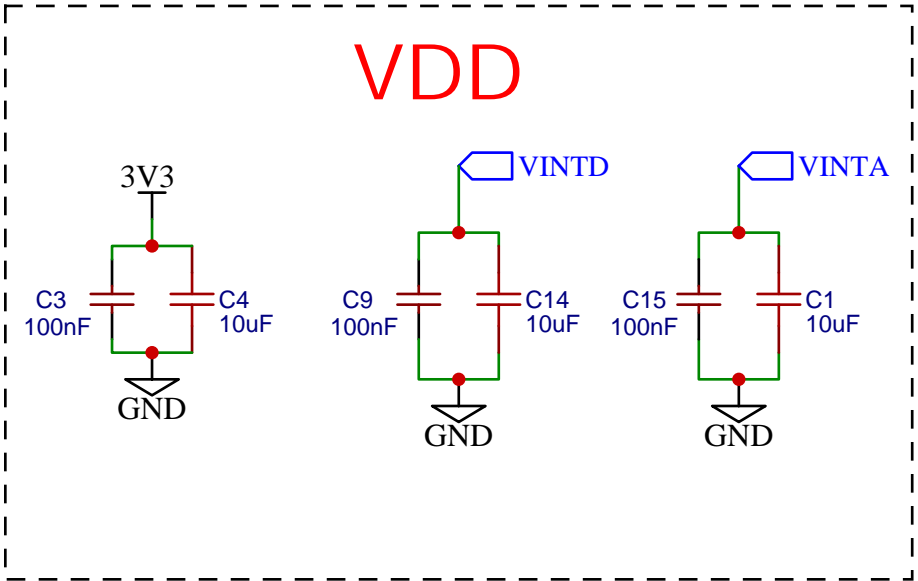 VDD
3V3
C3
100nF
C4
10uF
GND
VINTD
C9
100nF
C14
10uF
GND
VINTA
C15
100nF
C1
10uF
GND